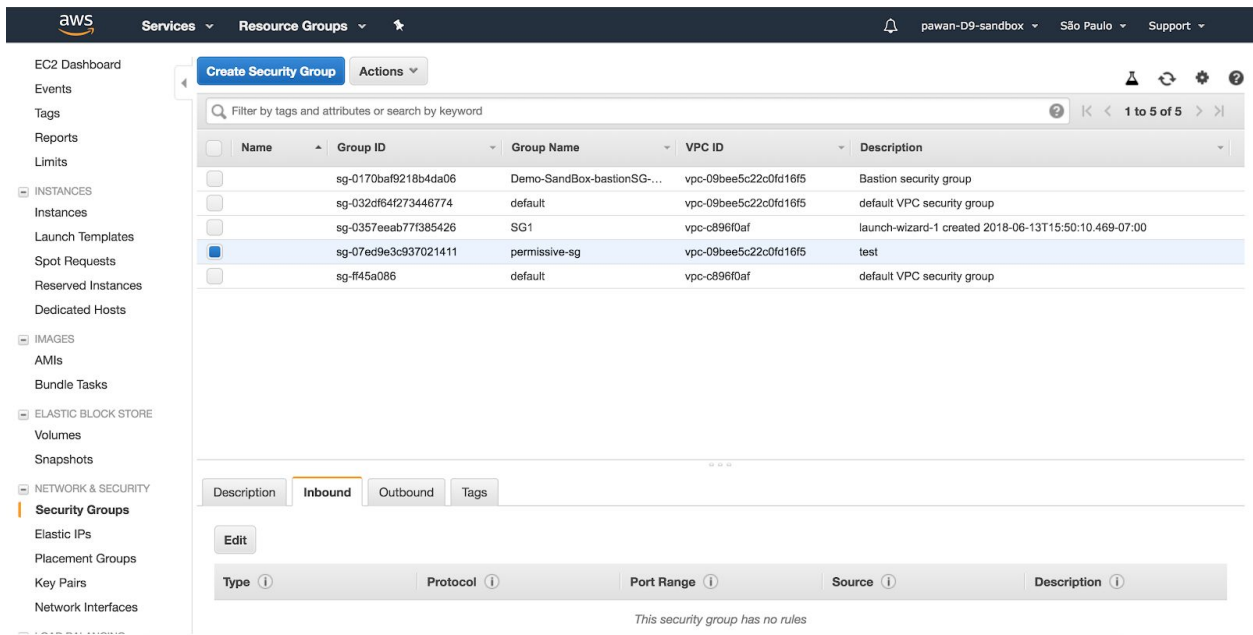 aws Services Resource Groups pawan-D9-sandbox São Paulo Support
EC2 Dashboard
Events
Tags
Reports
Limits
INSTANCES
Instances
Launch Templates
Spot Requests
Reserved Instances
Dedicated Hosts
IMAGES
AMIs
Bundle Tasks
ELASTIC BLOCK STORE
Volumes
Snapshots
NETWORK & SECURITY
Security Groups
Elastic IPs
Placement Groups
Key Pairs
Network Interfaces
LOAD BALANCING
Create Security Group Actions
Filter by tags and attributes or search by keyword 1 to 5 of 5
Name Group ID Group Name VPC ID Description
sg-0170baf9218b4da06 Demo-SandBox-bastionSG-... vpc-09bee5c22c0fd16f5 Bastion security group
sg-032df64f273446774 default vpc-09bee5c22c0fd16f5 default VPC security group
sg-0357eeab77f385426 SG1 vpc-c896f0af launch-wizard-1 created 2018-06-13T15:50:10.469-07:00
sg-07ed9e3c937021411 permissive-sg vpc-09bee5c22c0fd16f5 test
sg-ff45a086 default vpc-c896f0af default VPC security group
Description Inbound Outbound Tags
Edit
Type Protocol Port Range Source Description
This security group has no rules